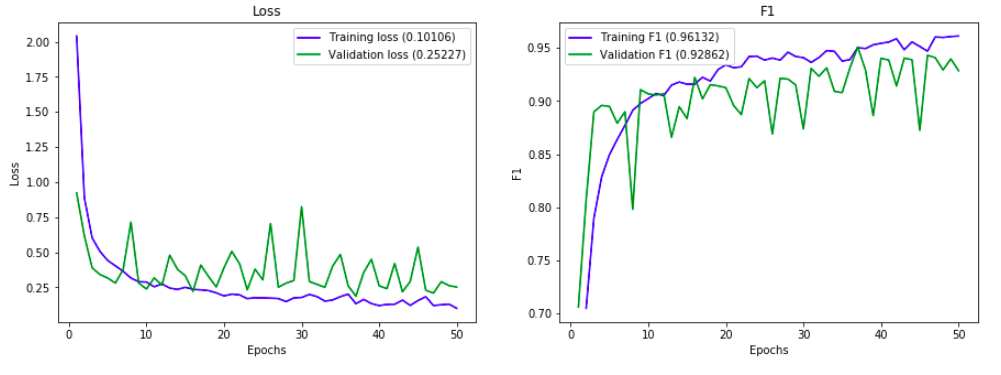 Loss
Training loss (0.10106)
Validation loss (0.25227)
2.00
1.75
1.50
1.25
1.00
0.75
0.50
0.25
Loss
0
10
20
30
40
50
Epochs
F1
Training F1 (0.96132)
Validation F1 (0.92862)
0.95
0.90
0.85
0.80
0.75
0.70
F1
0
10
20
30
40
50
Epochs